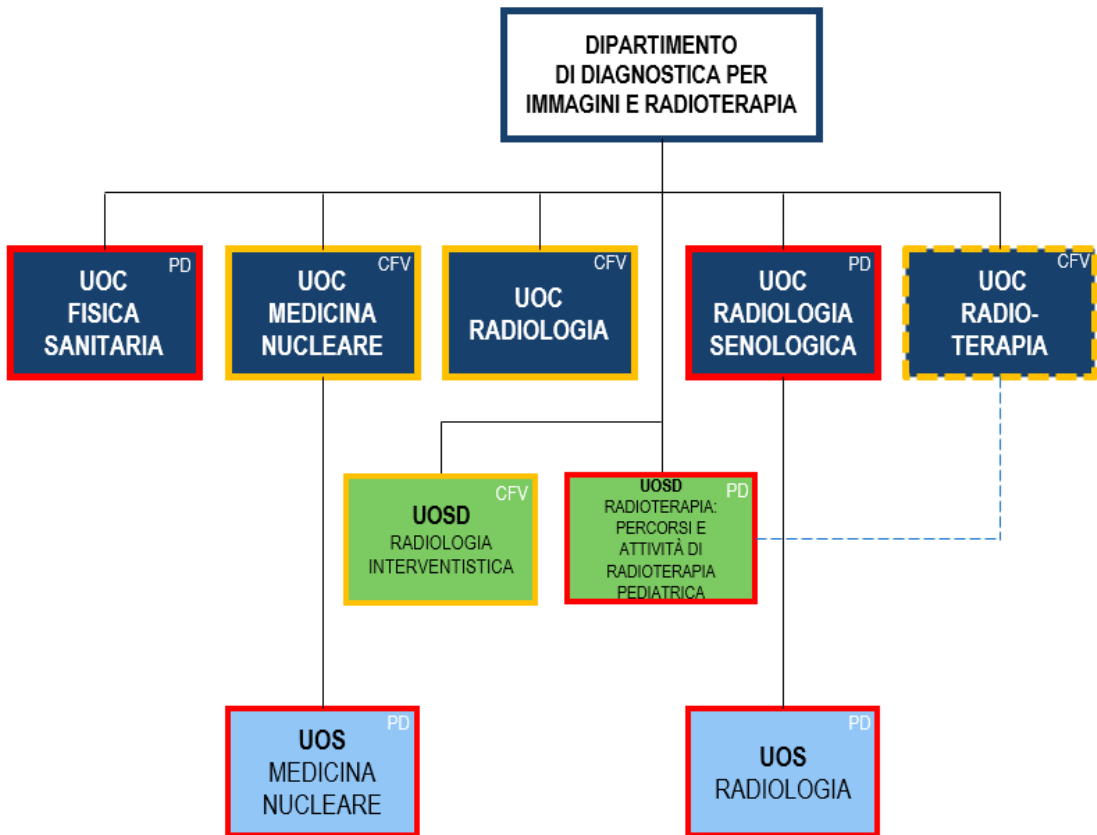 DIPARTIMENTO
DI DIAGNOSTICA PER
IMMAGINI E RADIOTERAPIA
PD
UOC
FISICA
SANITARIA
CFV
UOC
MEDICINA
NUCLEARE
CFV
UOC
RADIOLOGIA
PD
UOC
RADIOLOGIA
SENOLOGICA
CFV
UOC
RADIO-
TERAPIA
CFV
UOSD
RADIOLOGIA
INTERVENTISTICA
PD
UOSD
RADIOTERAPIA:
PERCORSI E
ATTIVITÀ DI
RADIOTERAPIA
PEDIATRICA
PD
UOS
MEDICINA
NUCLEARE
PD
UOS
RADIOLOGIA